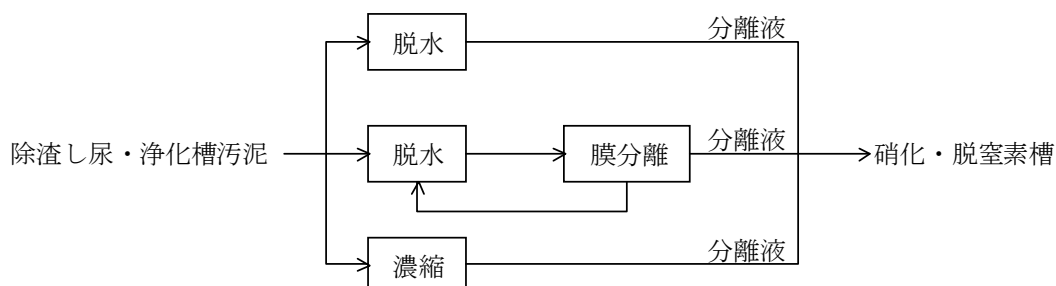 分離液
脱水
分離液
除渣し尿・浄化槽汚泥
脱水
膜分離
硝化・脱窒素槽
分離液
濃縮